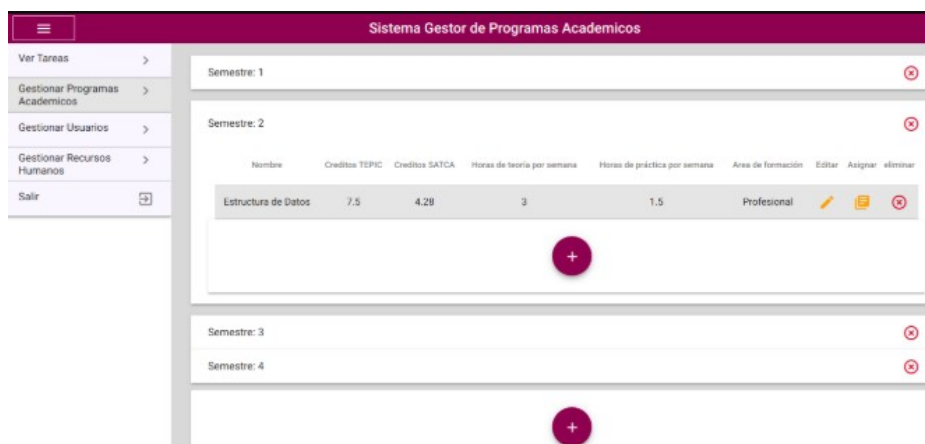 Sistema Gestor de Programas Academicos
Ver Tareas
Gestionar Programas
Academicos
Gestionar Usuarios
Gestionar Recursos
Humanos
Salir
Semestre: 1
Semestre: 2
Nombre Creditos TEPIC Creditos SATCA Horas de teoría por semana Horas de práctica por semana Area de formación Editar Asignar eliminar
Estructura de Datos 7.5 4.28 3 1.5 Profesional
Semestre: 3
Semestre: 4